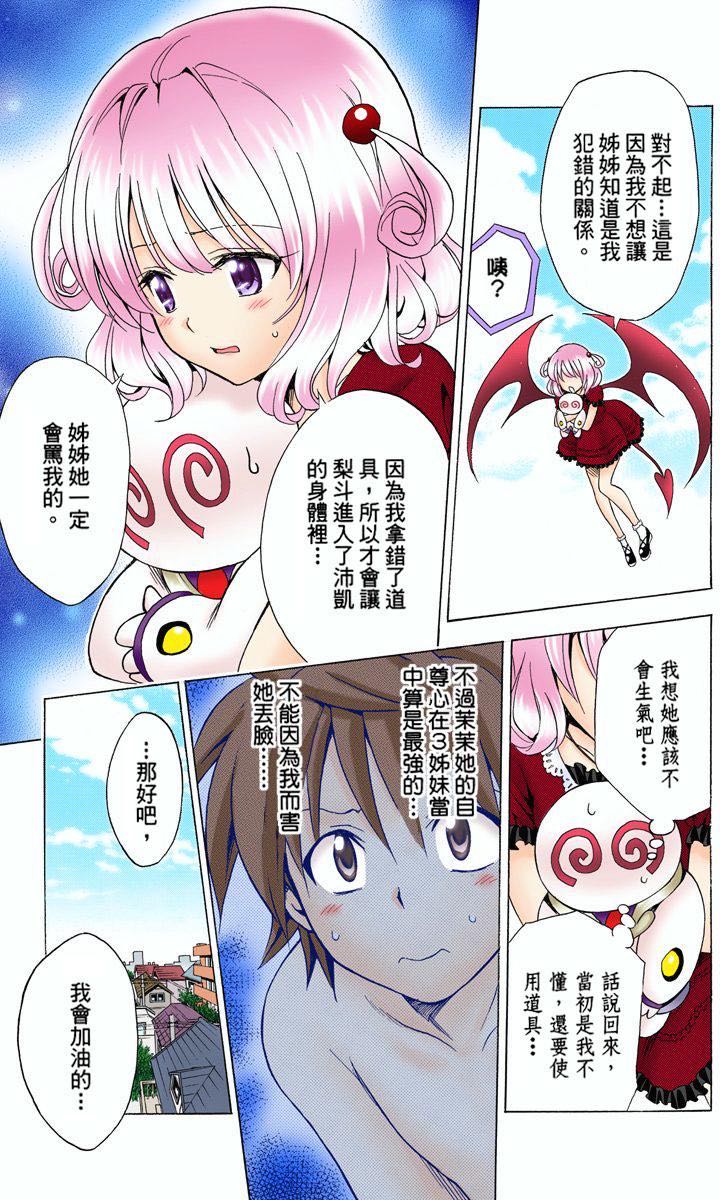 對不起…這是
因為我不想讓
姊姊知道是我
犯錯的關係。
咦？
因為我拿錯了道
具，所以才會讓
梨斗進入了沛凱
的身體裡…
姊姊她一定
會罵我的。
我想她應該不
會生氣吧…
話說回來，
當初是我不
懂，還要使
用道具…
不過茉茉她的自
尊心在3姊妹當
中算是最強的…
不能因為我而害
她丟臉……
…那好吧，
我會加油的…